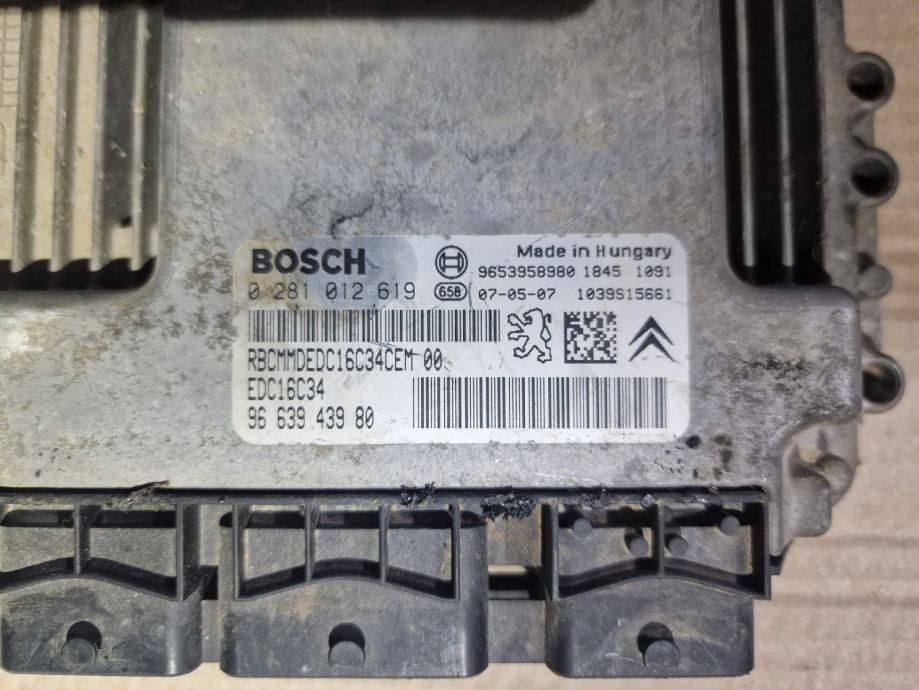 BOSCH
Made in Hungary
9653958980 1845 1091
0 281 012 619
658
07-05-07 1039S15661
RBCMMDEDC16C34CEM 00
EDC16C34
96 639 439 80